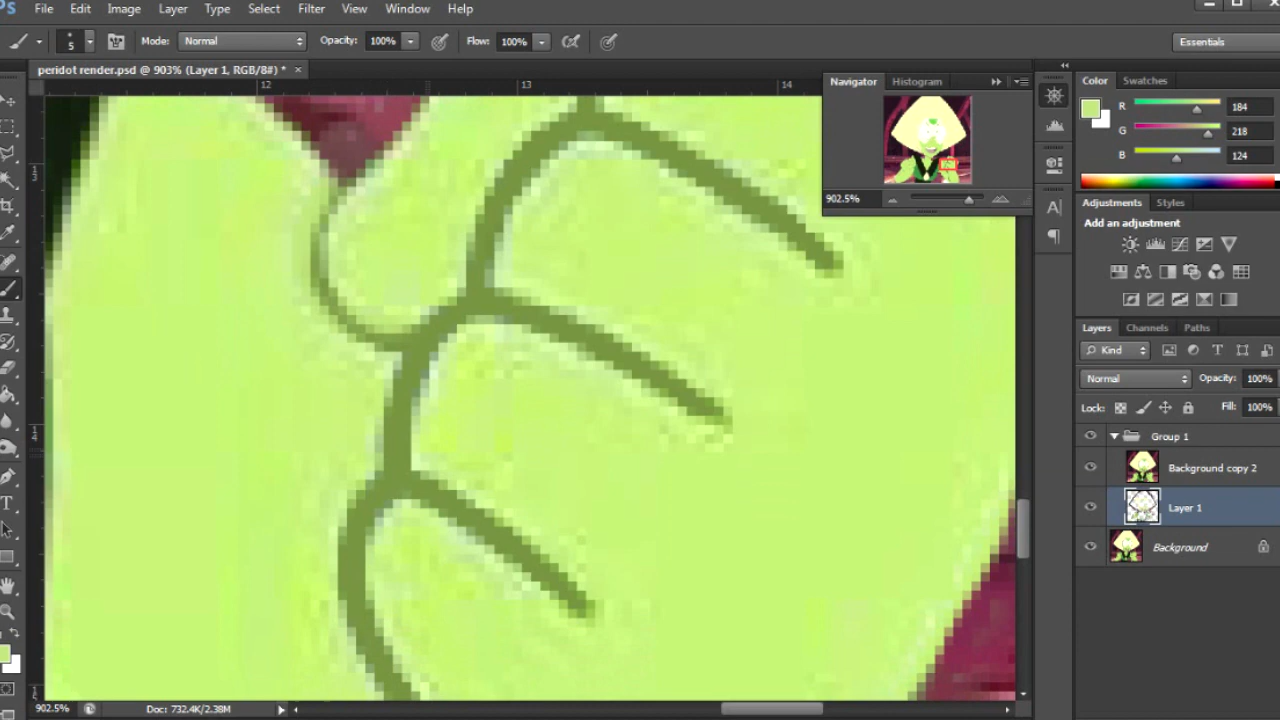 Ps File Edit Image Layer Type Select Filter View Window Help
5 Mode: Normal Opacity: 100% Flow: 100% Essentials
peridot render.psd @ 903% (Layer 1, RGB/8#) * ×
12 13 14
Navigator Histogram
902.5%
Color Swatches
R 184
G 218
B 124
Adjustments Styles
Add an adjustment
Layers Channels Paths
Kind
Normal Opacity: 100%
Lock: Fill: 100%
Group 1
Background copy 2
Layer 1
Background
902.5% Doc: 732.4K/2.38M